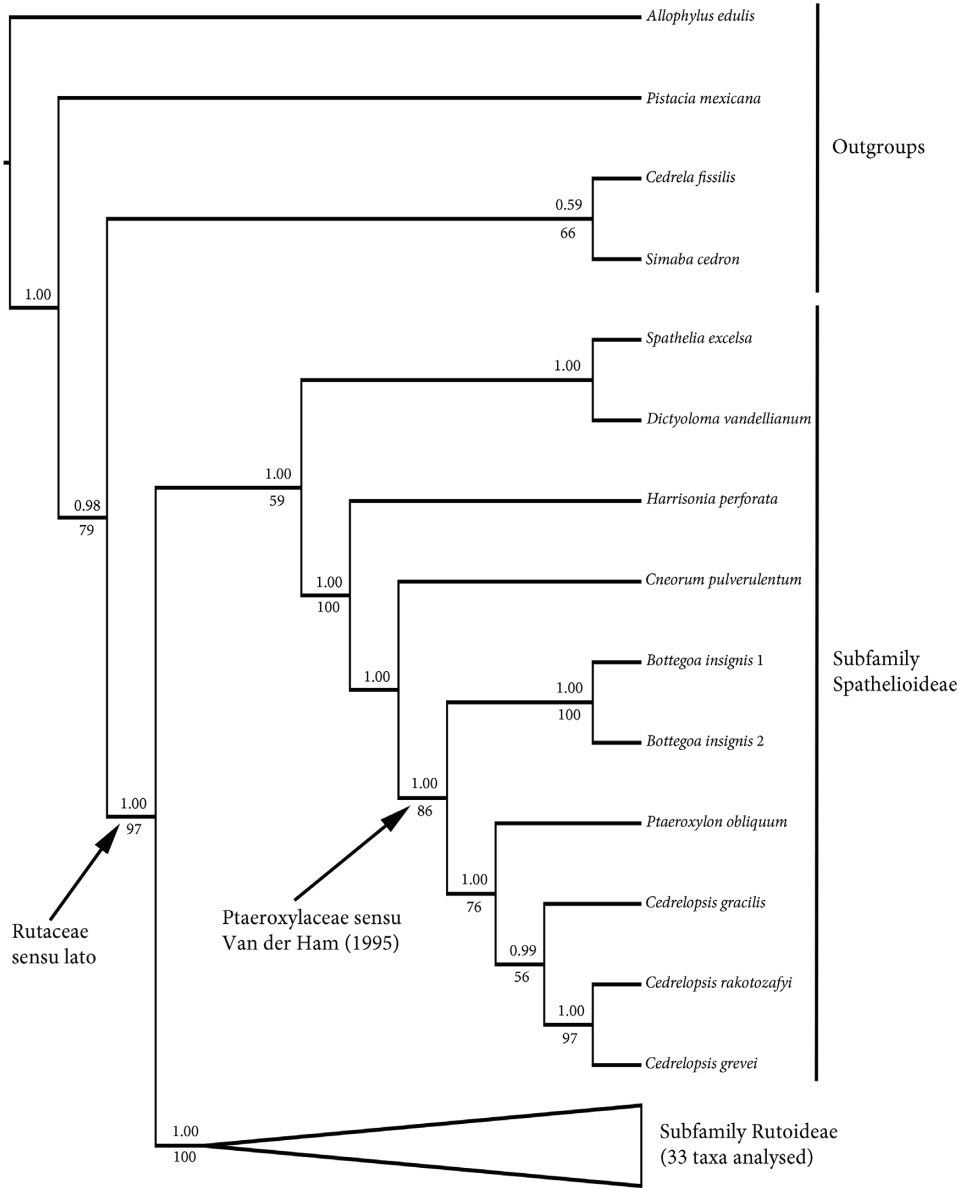 Allophylus edulis
Pistacia mexicana
Outgroups
Cedrela fissilis
0.59
66
Simaba cedron
1.00
Spathelia excelsa
1.00
Dictyoloma vandellianum
1.00
59
Harrisonia perforata
0.98
79
1.00
100
Cneorum pulverulentum
1.00
Bottegoa insignis 1
Subfamily
Spathelioideae
1.00
100
Bottegoa insignis 2
1.00
86
1.00
97
Ptaeroxylon obliquum
1.00
76
Cedrelopsis gracilis
Ptaeroxylaceae sensu
Van der Ham (1995)
Rutaceae
sensu lato
0.99
56
Cedrelopsis rakotozafyi
1.00
97
Cedrelopsis grevei
1.00
100
Subfamily Rutoideae
(33 taxa analysed)